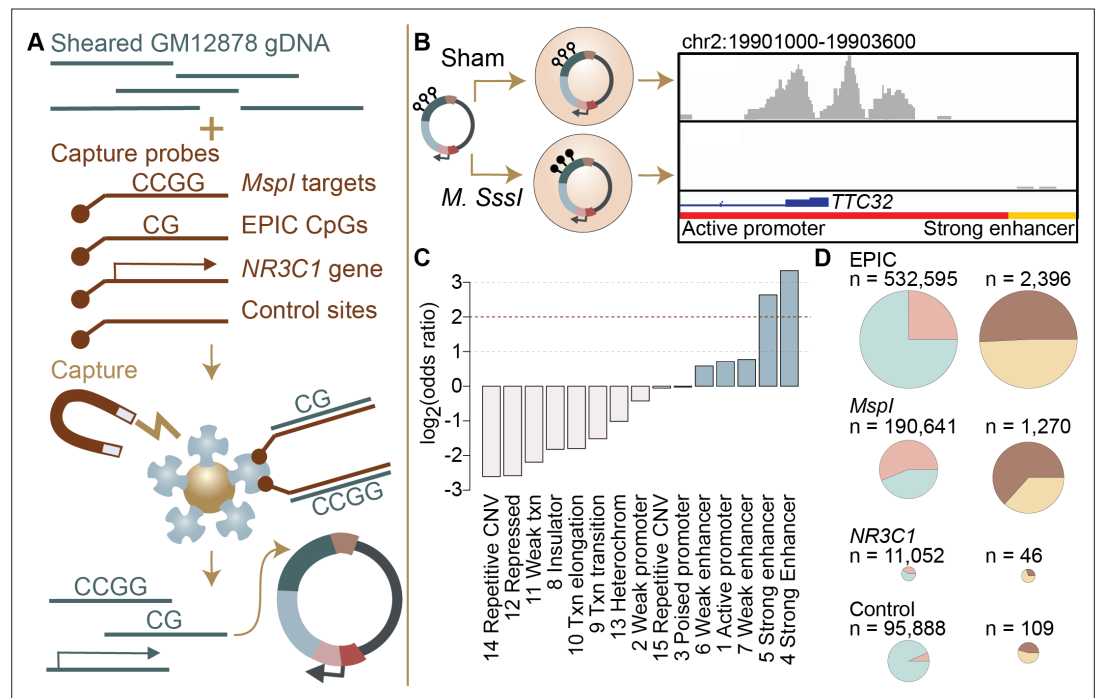 A Sheared GM12878 gDNA
Capture probes
CCGG MspI targets
CG EPIC CpGs
NR3C1 gene
Control sites
Capture
CG
CCGG
CCGG
CG
B
Sham
M. SssI
chr2:19901000-19903600
TTC32
Active promoter Strong enhancer
C
log2(odds ratio)
3
2
1
0
-1
-2
-3
14 Repetitive CNV
12 Repressed
11 Weak txn
8 Insulator
10 Txn elongation
9 Txn transition
13 Heterochrom
2 Weak promoter
15 Repetitive CNV
3 Poised promoter
6 Weak enhancer
1 Active promoter
7 Weak enhancer
5 Strong enhancer
4 Strong Enhancer
D
EPIC
n = 532,595 n = 2,396
MspI
n = 190,641 n = 1,270
NR3C1
n = 11,052 n = 46
Control
n = 95,888 n = 109